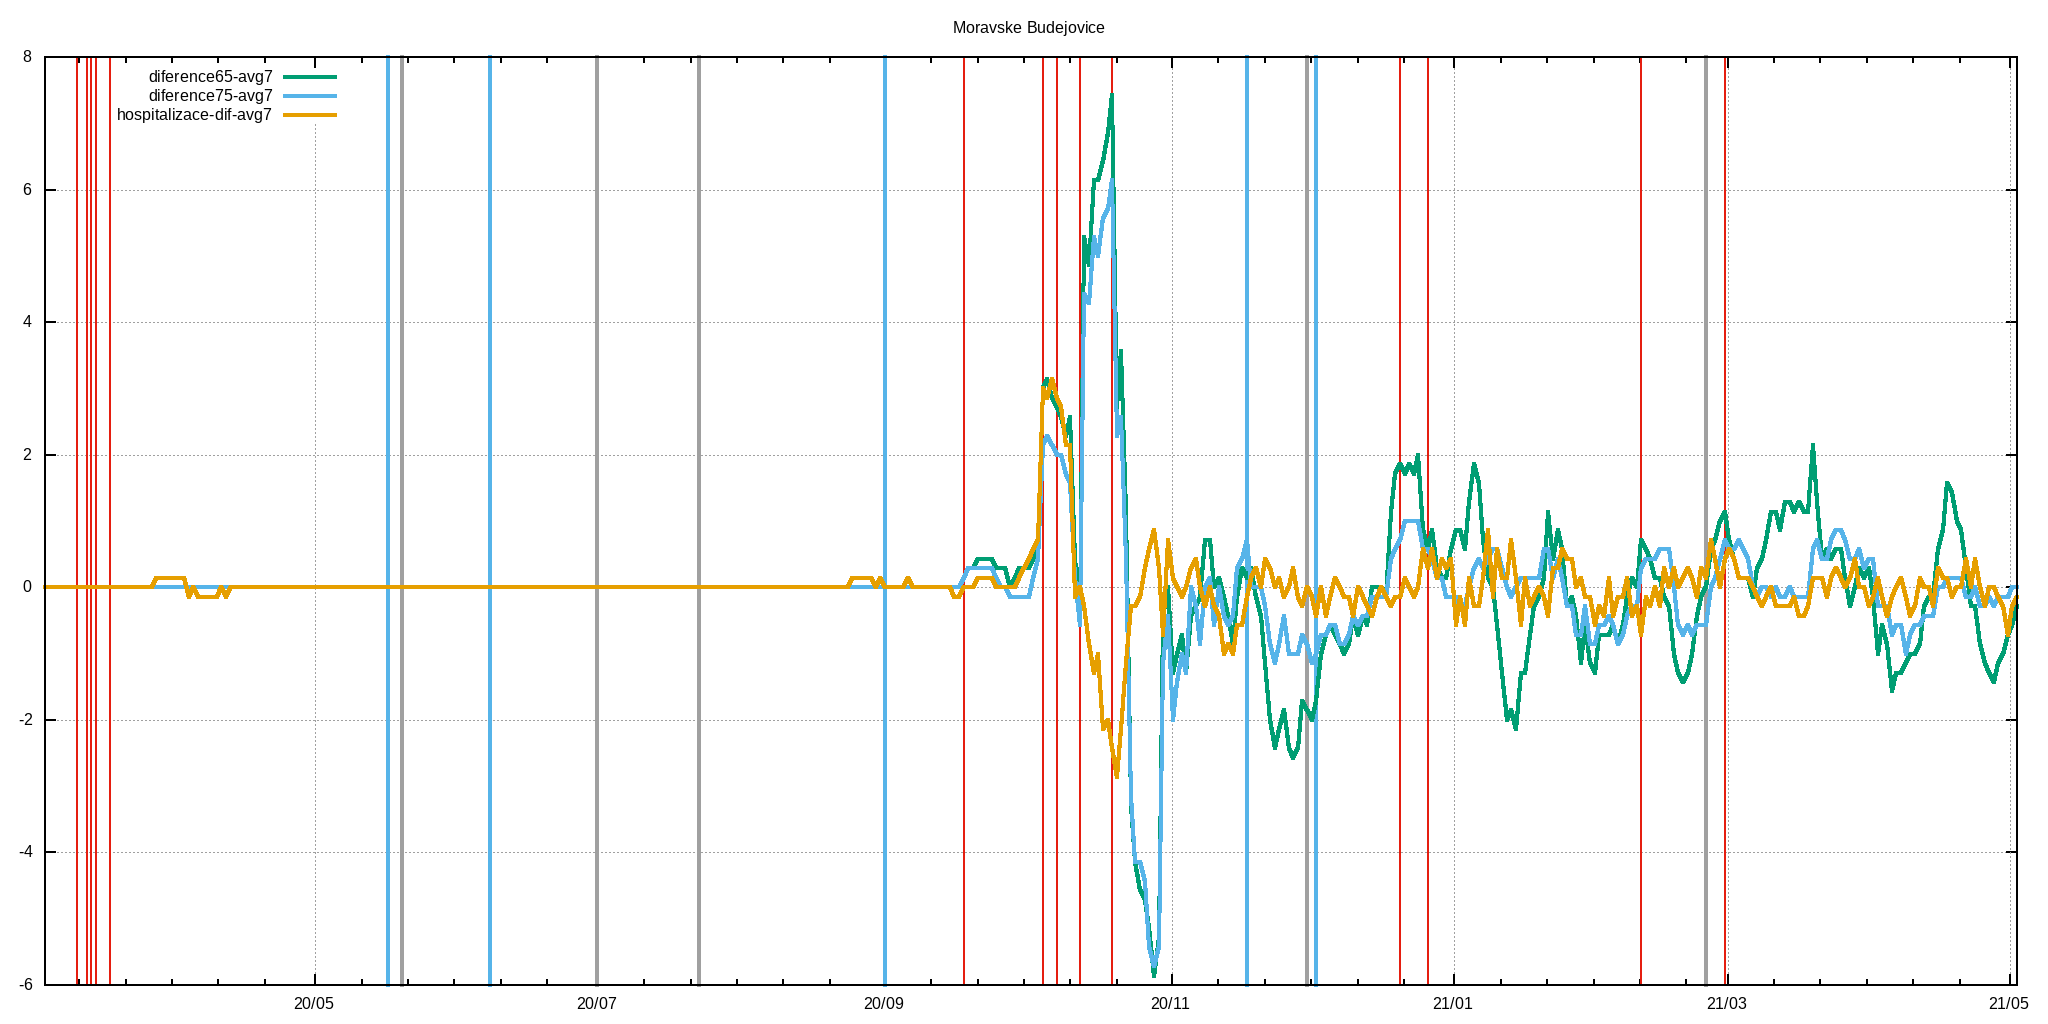 Moravske Budejovice
diference65-avg7
diference75-avg7
hospitalizace-dif-avg7
8
6
4
2
0
-2
-4
-6
20/05 20/07 20/09 20/11 21/01 21/03 21/05